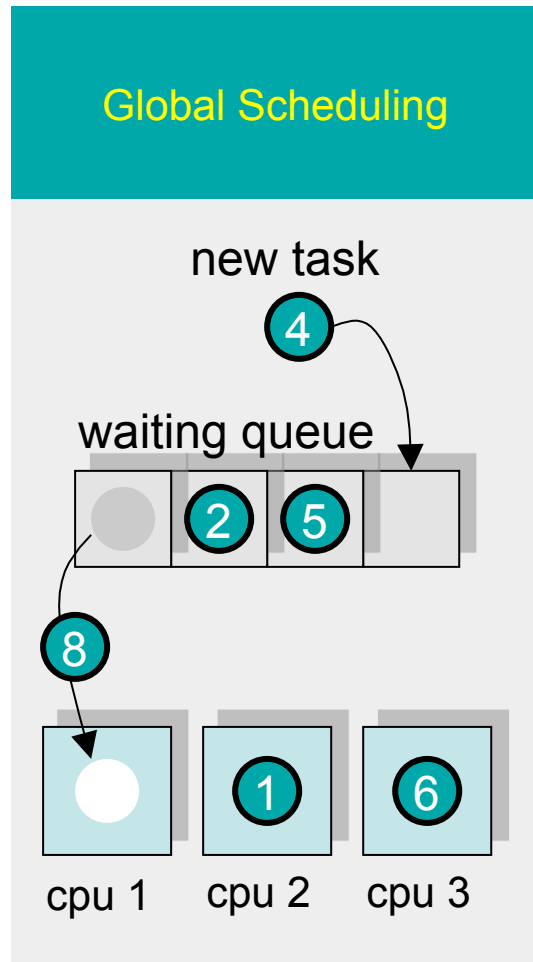 Global Scheduling
new task
4
waiting queue
2 5
8
1 6
cpu 1 cpu 2 cpu 3